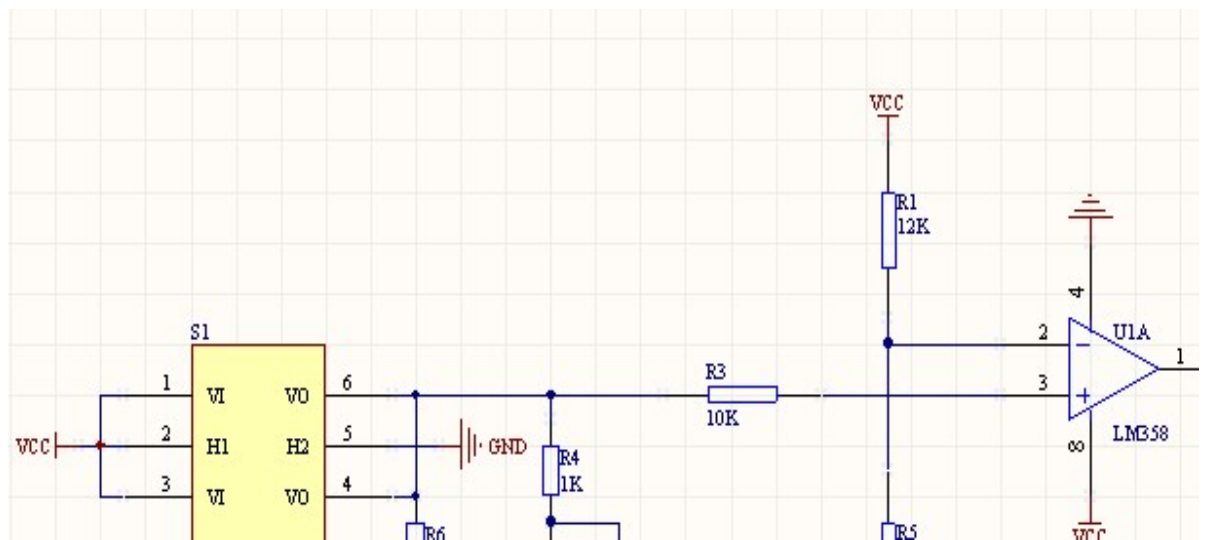 VCC
R1
12K
4
S1
2
U1A
1
1
VI
VO
6
R3
3
10K
LM358
VCC
2
H1
H2
5
GND
R4
1K
8
3
VI
VO
4
R6
R5
VCC